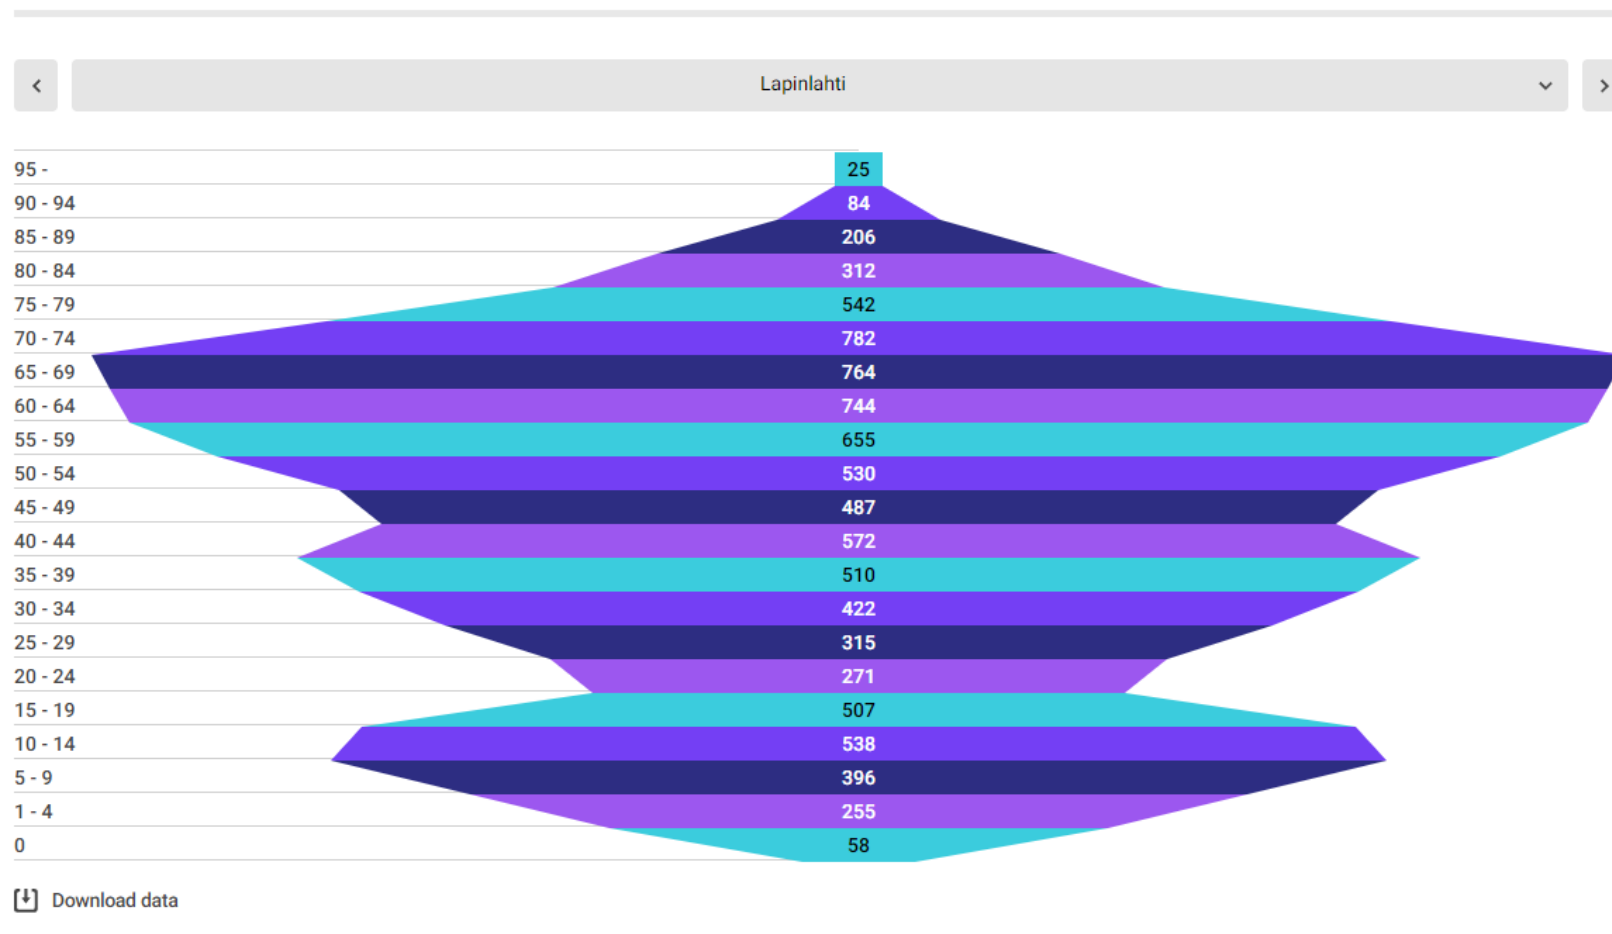 Lapinlahti
95 - 25
90 - 94 84
85 - 89 206
80 - 84 312
75 - 79 542
70 - 74 782
65 - 69 764
60 - 64 744
55 - 59 655
50 - 54 530
45 - 49 487
40 - 44 572
35 - 39 510
30 - 34 422
25 - 29 315
20 - 24 271
15 - 19 507
10 - 14 538
5 - 9 396
1 - 4 255
0 58
Download data